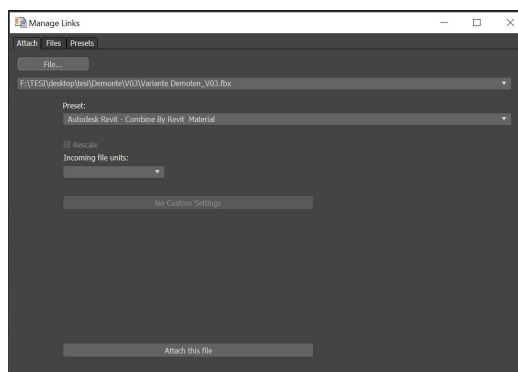 Manage Links
Attach Files Presets
File...
F:\TESI\desktop\tesi\Demonte\V03\Variante Demoten_V03.fbx
Preset:
Autodesk Revit - Combine By Revit Material
Rescale
Incoming file units:
No Custom Settings
Attach this file